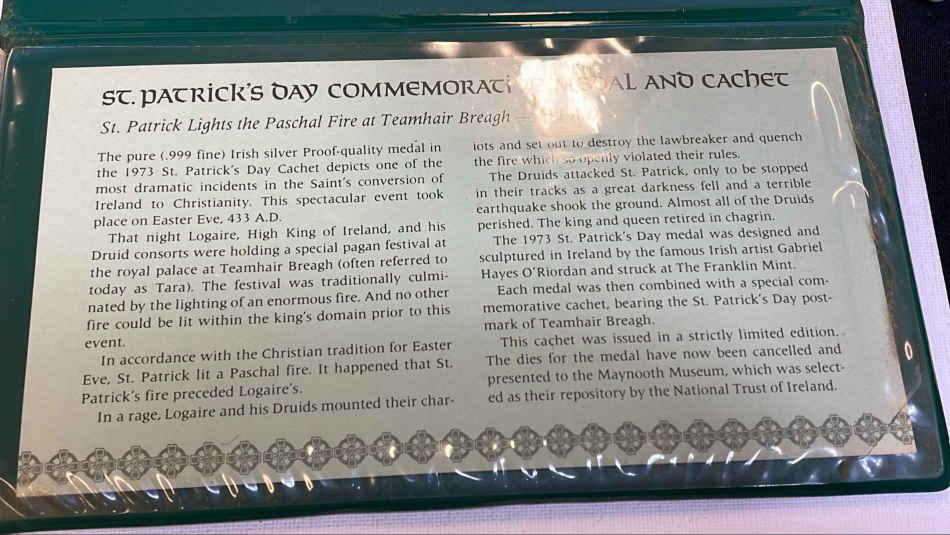 ST. PATRICK'S DAY COMMEMORATI MEDAL AND CACHET
St. Patrick Lights the Paschal Fire at Teamhair Breagh —
The pure (.999 fine) Irish silver Proof-quality medal in
the 1973 St. Patrick's Day Cachet depicts one of the
most dramatic incidents in the Saint's conversion of
Ireland to Christianity. This spectacular event took
place on Easter Eve, 433 A.D.
That night Logaire, High King of Ireland, and his
Druid consorts were holding a special pagan festival at
the royal palace at Teamhair Breagh (often referred to
today as Tara). The festival was traditionally culmi-
nated by the lighting of an enormous fire. And no other
fire could be lit within the king's domain prior to this
event.
In accordance with the Christian tradition for Easter
Eve, St. Patrick lit a Paschal fire. It happened that St.
Patrick's fire preceded Logaire's.
In a rage, Logaire and his Druids mounted their char-
iots and set out to destroy the lawbreaker and quench
the fire which so openly violated their rules.
The Druids attacked St. Patrick, only to be stopped
in their tracks as a great darkness fell and a terrible
earthquake shook the ground. Almost all of the Druids
perished. The king and queen retired in chagrin.
The 1973 St. Patrick's Day medal was designed and
sculptured in Ireland by the famous Irish artist Gabriel
Hayes O'Riordan and struck at The Franklin Mint.
Each medal was then combined with a special com-
memorative cachet, bearing the St. Patrick's Day post-
mark of Teamhair Breagh.
This cachet was issued in a strictly limited edition.
The dies for the medal have now been cancelled and
presented to the Maynooth Museum, which was select-
ed as their repository by the National Trust of Ireland.